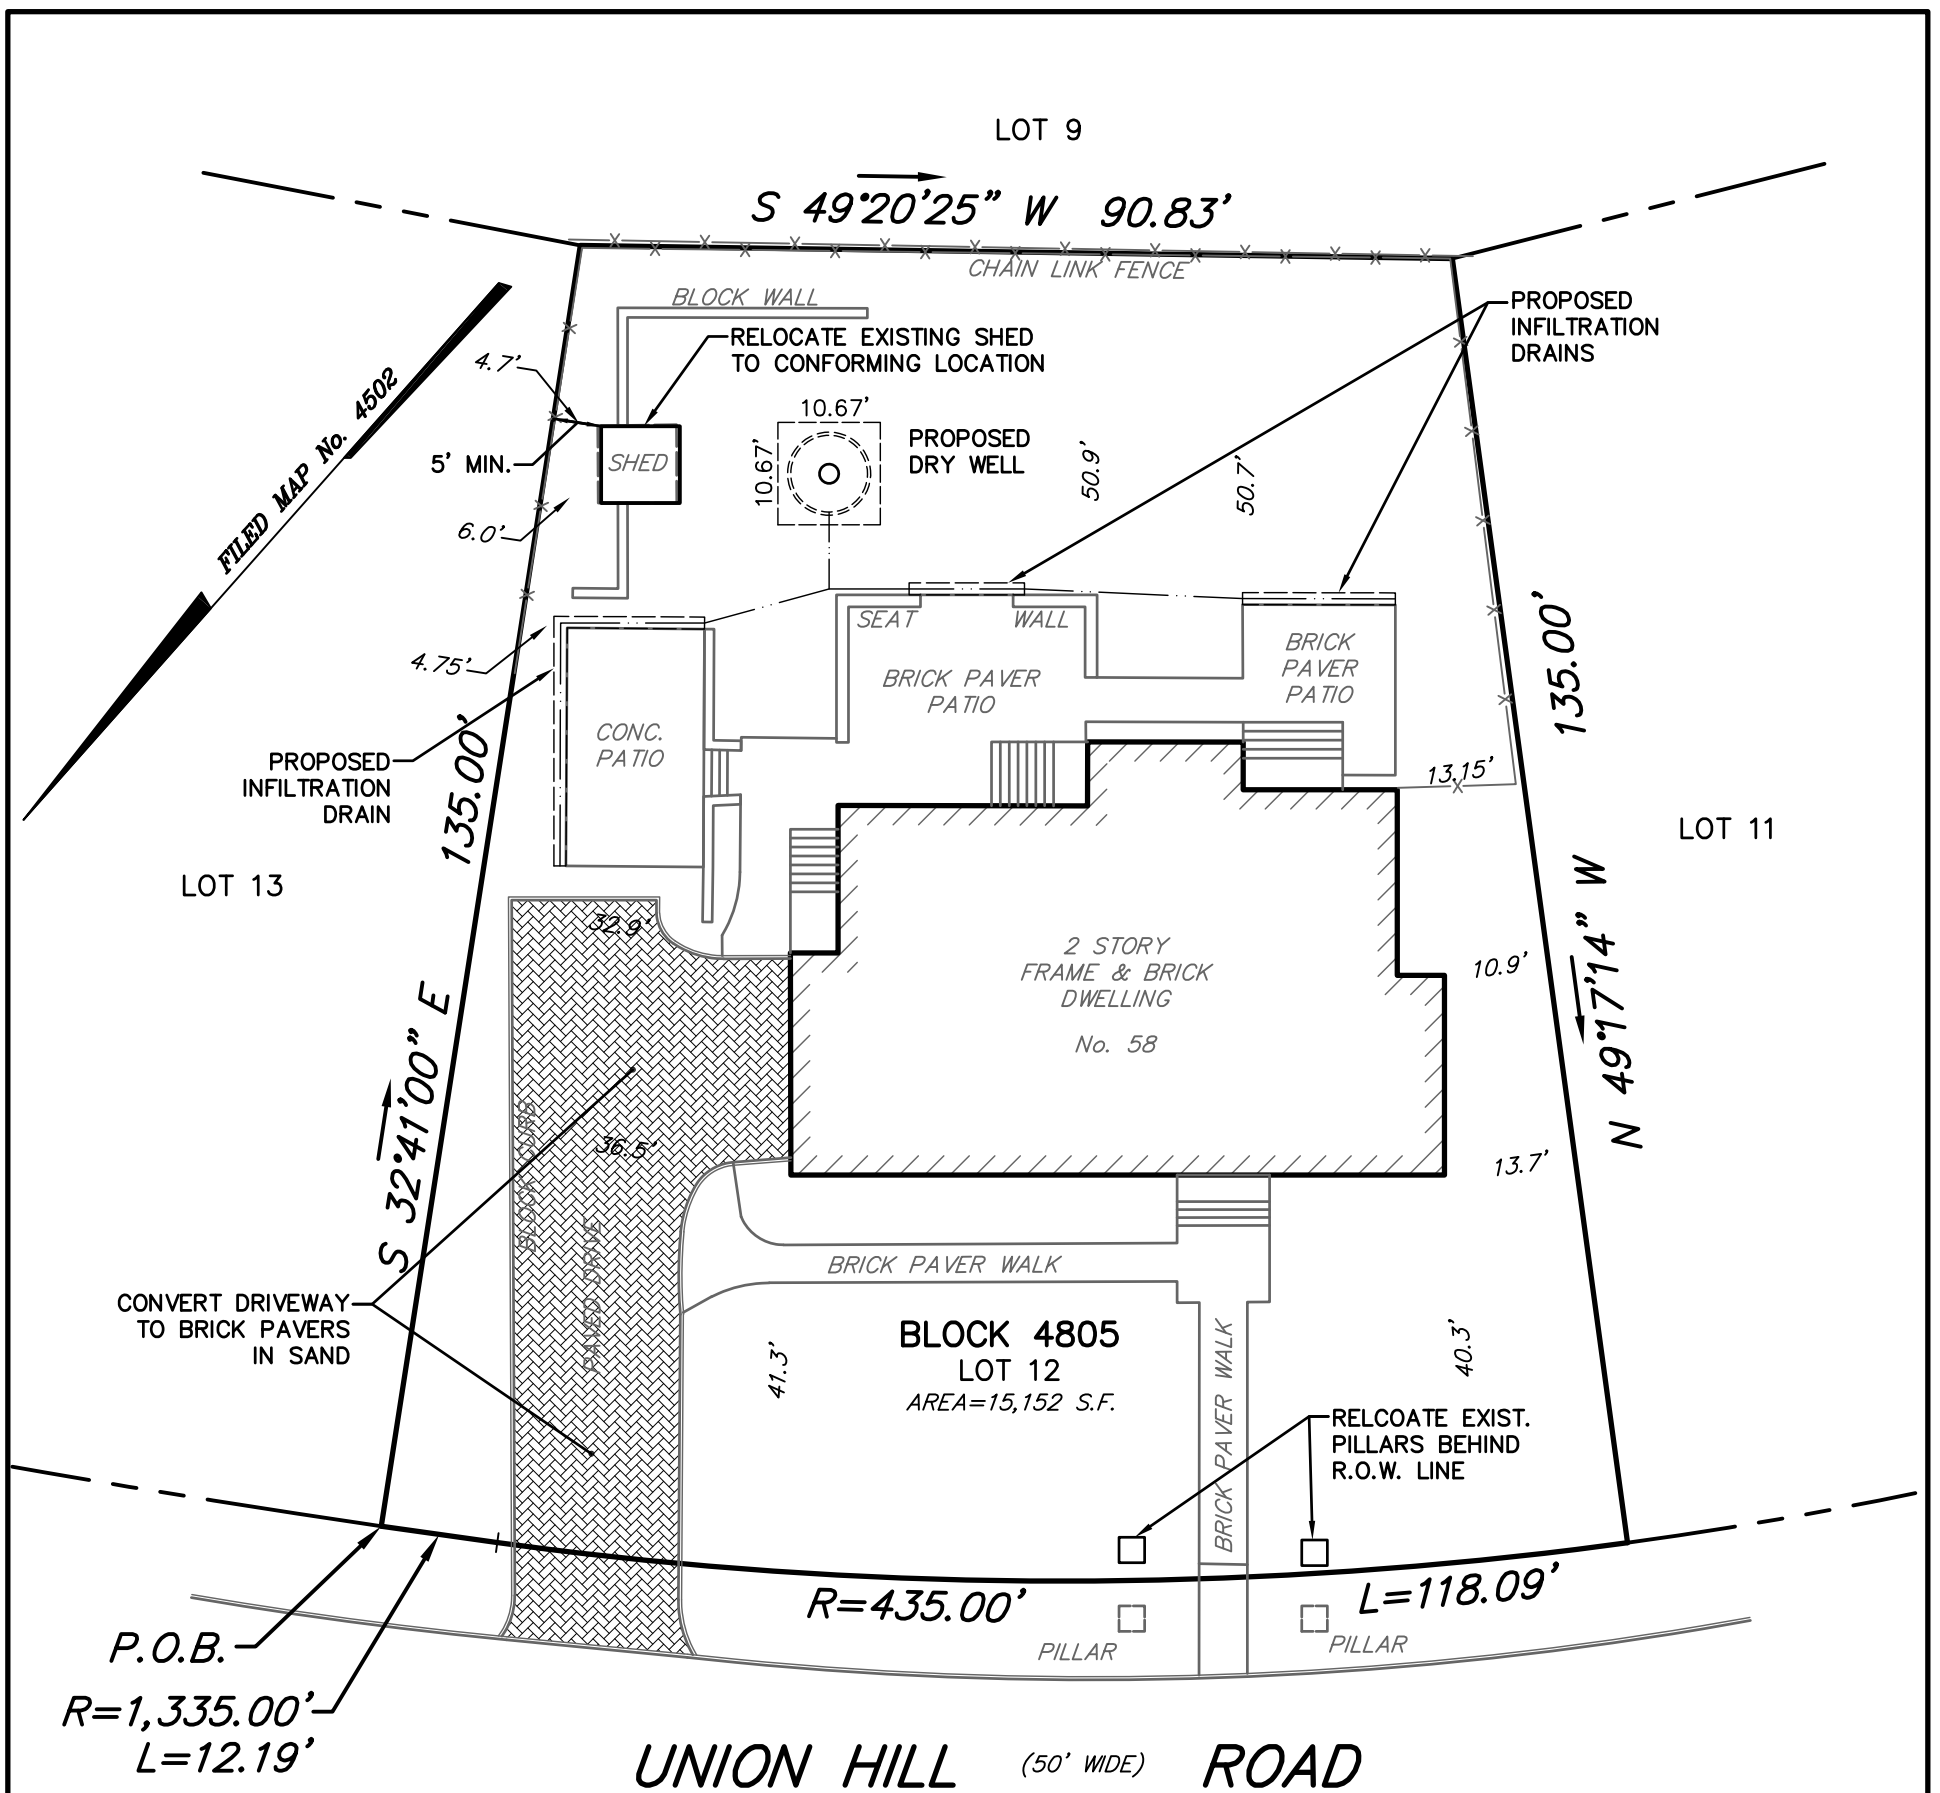 LOT 9
S 49°20'25" W 90.83'
CHAIN LINK FENCE
BLOCK WALL
RELOCATE EXISTING SHED
TO CONFORMING LOCATION
PROPOSED
INFILTRATION
DRAINS
FILED MAP No. 4502
4.7'
5' MIN.
SHED
6.0'
10.67'
10.67'
PROPOSED
DRY WELL
50.9'
50.7'
4.75'
SEAT
WALL
BRICK PAVER
PATIO
BRICK
PAVER
PATIO
CONC.
PATIO
PROPOSED
INFILTRATION
DRAIN
135.00'
135.00'
13.15'
LOT 11
LOT 13
32.9'
2 STORY
FRAME & BRICK
DWELLING
No. 58
10.9'
S 32°41'00" E
N 49°17'14" W
BLOCK CURB
36.5'
13.7'
PAVED DRIVE
BRICK PAVER WALK
CONVERT DRIVEWAY
TO BRICK PAVERS
IN SAND
41.3'
BLOCK 4805
LOT 12
AREA=15,152 S.F.
BRICK PAVER WALK
40.3'
RELCOATE EXIST.
PILLARS BEHIND
R.O.W. LINE
R=435.00'
L=118.09'
PILLAR
PILLAR
P.O.B.
R=1,335.00'
L=12.19'
UNION HILL (50' WIDE) ROAD